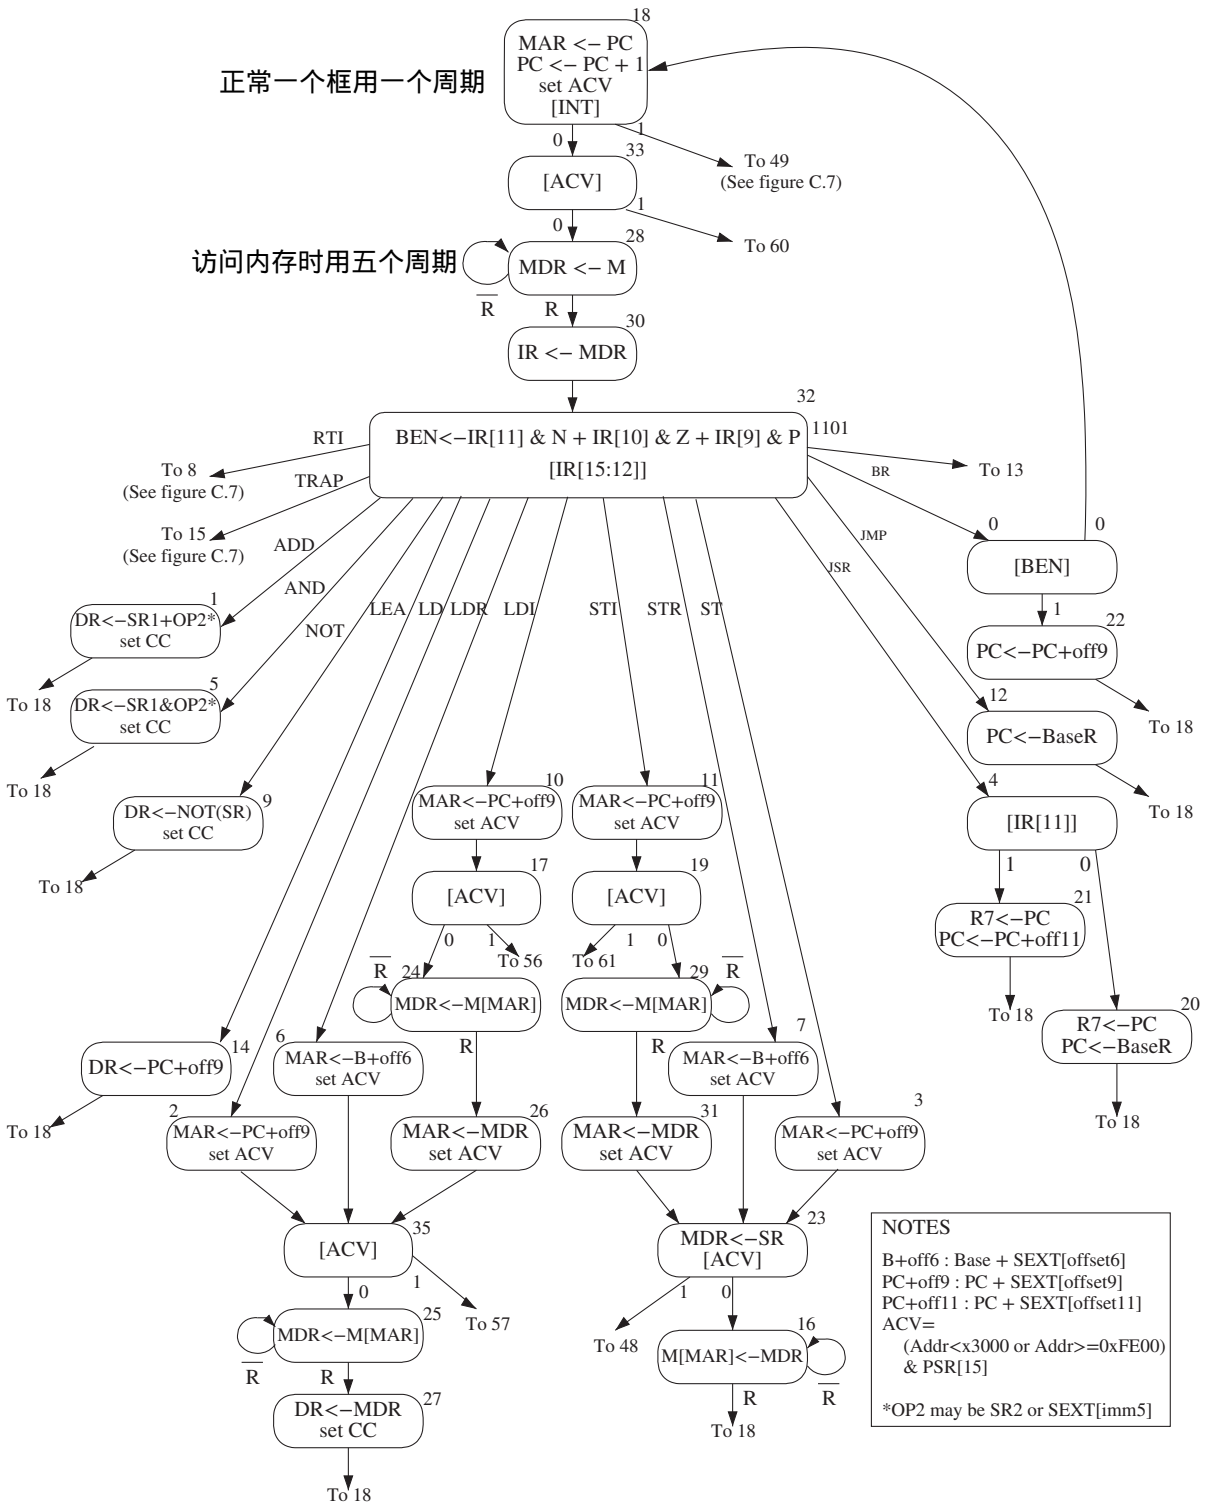 18
MAR <– PC
PC <– PC + 1
set ACV
[INT]
正常一个框用一个周期
0
1
To 49
(See figure C.7)
33
[ACV]
0
1
To 60
28
MDR <– M
访问内存时用五个周期
R
R
30
IR <– MDR
32
BEN<–IR[11] & N + IR[10] & Z + IR[9] & P
[IR[15:12]]
1101
To 13
RTI
To 8
(See figure C.7)
TRAP
To 15
(See figure C.7)
ADD
AND
NOT
LEA
LD
LDR
LDI
STI
STR
ST
JSR
JMP
BR
0
0
[BEN]
1
22
PC<–PC+off9
To 18
12
PC<–BaseR
To 18
4
[IR[11]]
1
0
21
R7<–PC
PC<–PC+off11
To 18
20
R7<–PC
PC<–BaseR
To 18
1
DR<–SR1+OP2*
set CC
To 18
5
DR<–SR1&OP2*
set CC
To 18
9
DR<–NOT(SR)
set CC
To 18
10
MAR<–PC+off9
set ACV
17
[ACV]
0
1
To 56
24
R
MDR<–M[MAR]
R
11
MAR<–PC+off9
set ACV
19
[ACV]
1
0
To 61
29
R
MDR<–M[MAR]
R
14
DR<–PC+off9
To 18
6
MAR<–B+off6
set ACV
7
MAR<–B+off6
set ACV
2
MAR<–PC+off9
set ACV
26
MAR<–MDR
set ACV
31
MAR<–MDR
set ACV
3
MAR<–PC+off9
set ACV
35
[ACV]
0
1
To 57
25
MDR<–M[MAR]
R
R
27
DR<–MDR
set CC
To 18
23
MDR<–SR
[ACV]
1
0
To 48
16
M[MAR]<–MDR
R
R
To 18
NOTES
B+off6 : Base + SEXT[offset6]
PC+off9 : PC + SEXT[offset9]
PC+off11 : PC + SEXT[offset11]
ACV=
(Addr<x3000 or Addr>=0xFE00)
& PSR[15]
*OP2 may be SR2 or SEXT[imm5]